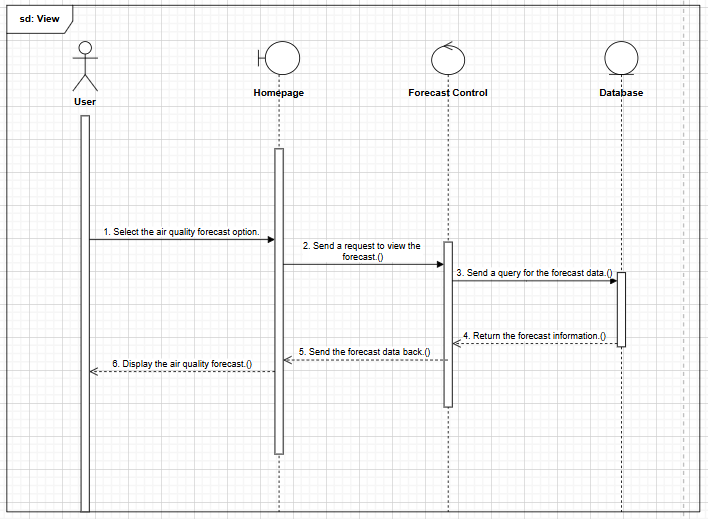 sd: View
User
Homepage
Forecast Control
Database
1. Select the air quality forecast option.
2. Send a request to view the
forecast.()
3. Send a query for the forecast data.()
4. Return the forecast information.()
5. Send the forecast data back.()
6. Display the air quality forecast.()